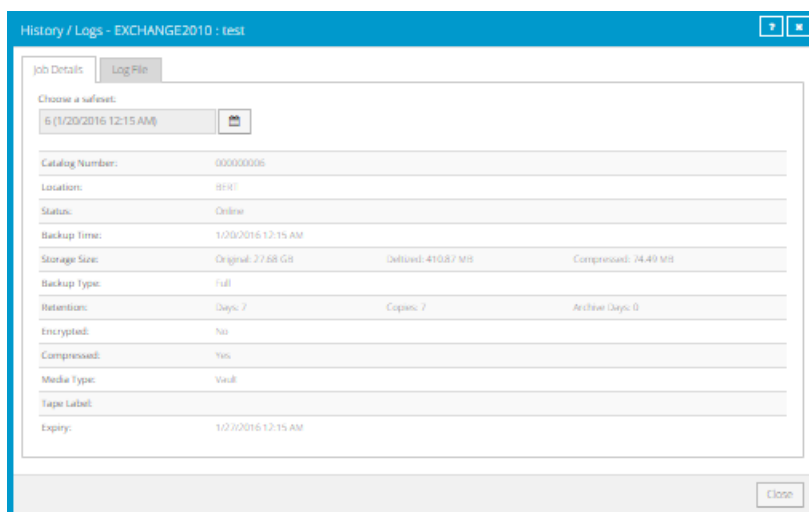 History / Logs - EXCHANGE2010 : test
?
Job Details Log File
Choose a safeset:
6 (1/20/2016 12:15 AM)
Catalog Number: 000000006
Location: BERT
Status: Online
Backup Time: 1/20/2016 12:15 AM
Storage Size: Original: 27.68 GB Deltized: 410.87 MB Compressed: 74.49 MB
Backup Type: Full
Retention: Days: 7 Copies: 7 Archive Days: 0
Encrypted: No
Compressed: Yes
Media Type: Vault
Tape Label:
Expiry: 1/27/2016 12:15 AM
Close